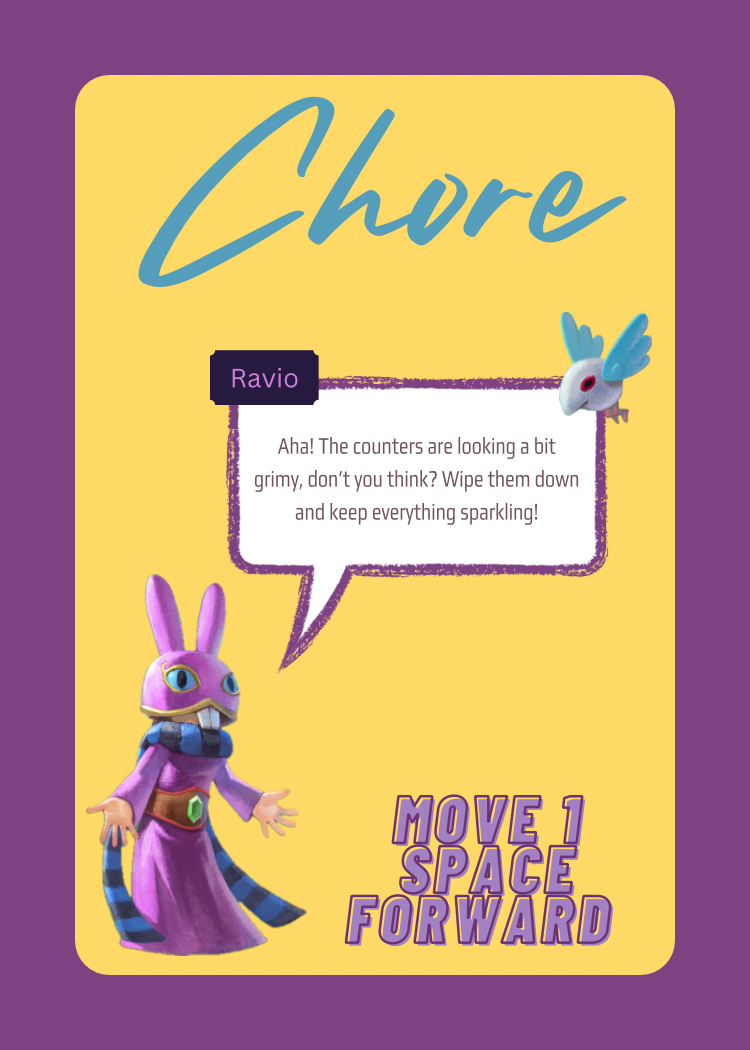 Chore
Ravio
Aha! The counters are looking a bit
grimy, don’t you think? Wipe them down
and keep everything sparkling!
MOVE 1
SPACE
FORWARD